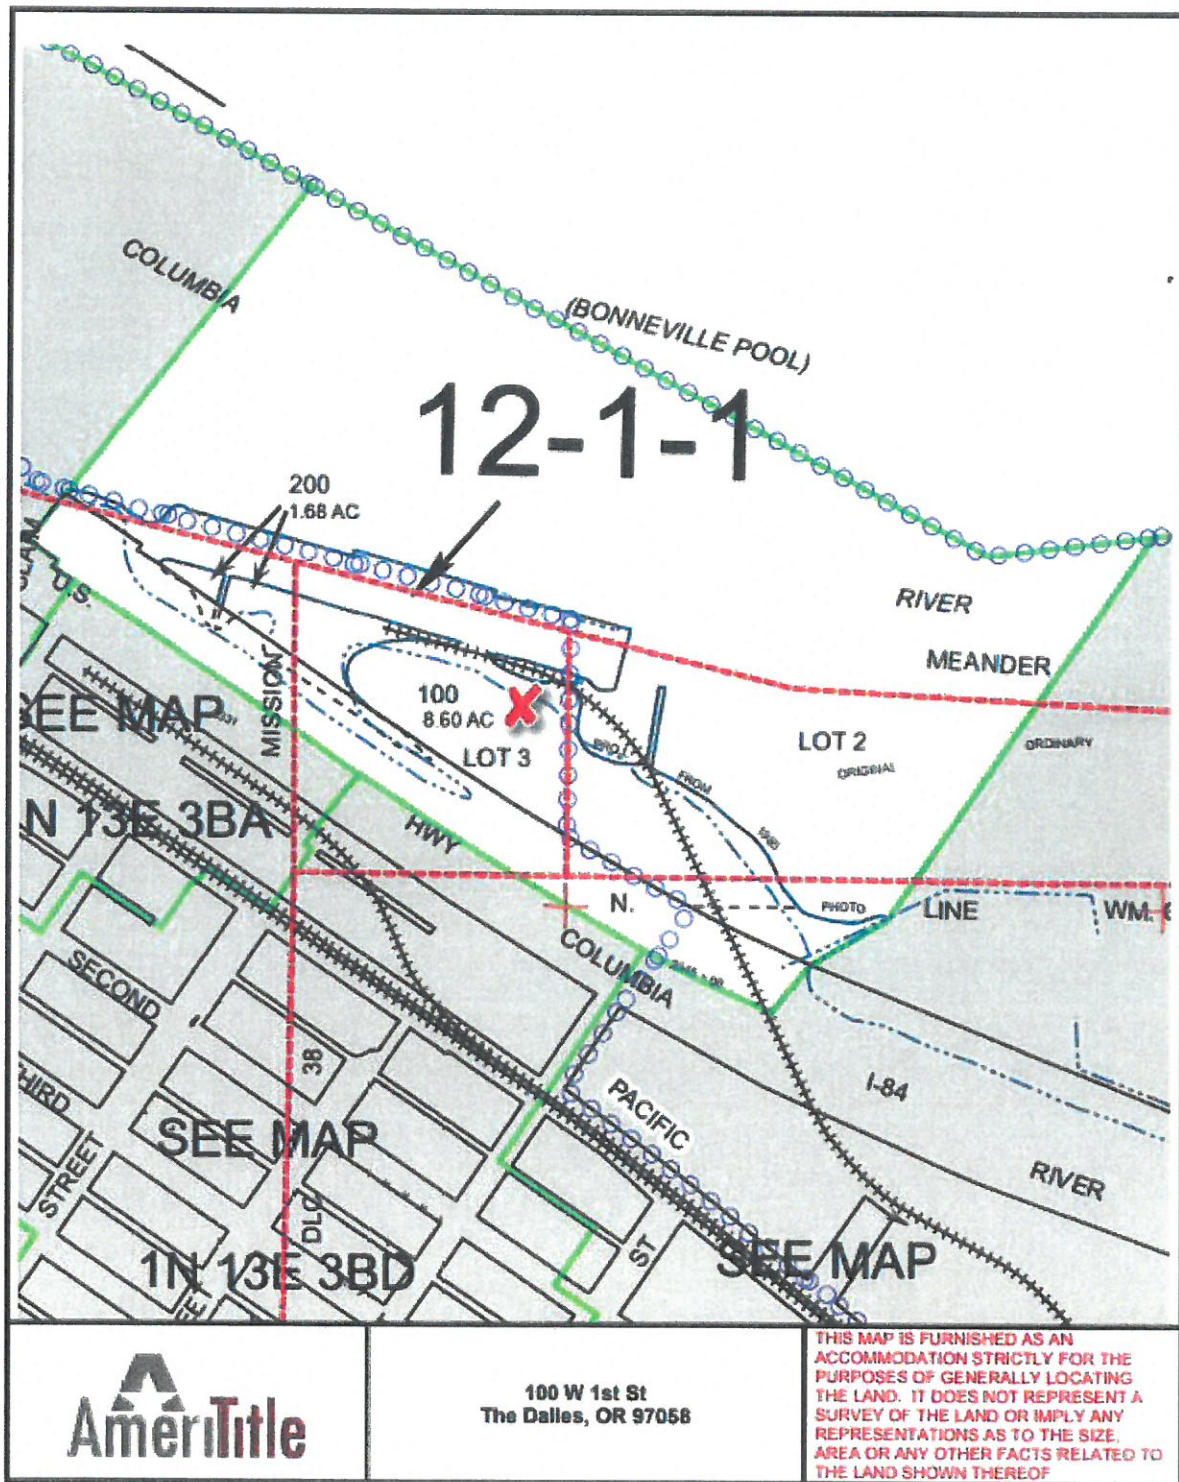 COLUMBIA
(BONNEVILLE POOL)
12-1-1
200
1.68 AC
CLAIM
U.S.
RIVER
MEANDER
MISSION
100
8.60 AC
LOT 3
LOT 2
ORIGINAL
ORDINARY
SEE MAP
FROM
N 13E 3BA
HWY
N.
PHOTO
LINE
WM.
COLUMBIA
SECOND
THIRD
STREET
38
DLC
SEE MAP
1N 13E 3BD
PACIFIC
ST
I-84
RIVER
SEE MAP
AmeriTitle
100 W 1st St
The Dalles, OR 97058
THIS MAP IS FURNISHED AS AN
ACCOMMODATION STRICTLY FOR THE
PURPOSES OF GENERALLY LOCATING
THE LAND. IT DOES NOT REPRESENT A
SURVEY OF THE LAND OR IMPLY ANY
REPRESENTATIONS AS TO THE SIZE,
AREA OR ANY OTHER FACTS RELATED TO
THE LAND SHOWN THEREOF